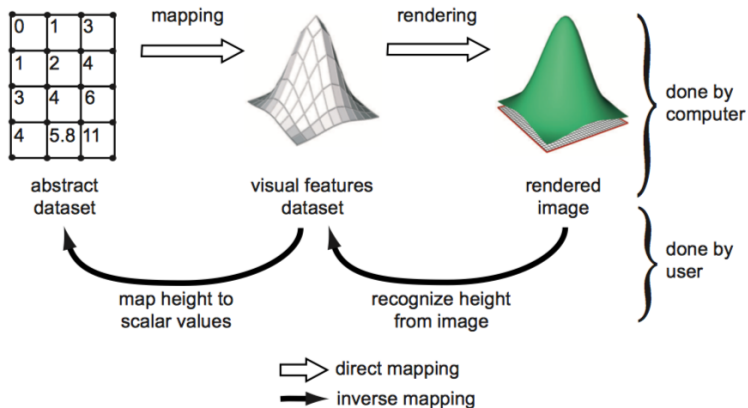 mapping
rendering
0 1 3
1 2 4
3 4 6
4 5.8 11
done by
computer
abstract
dataset
visual features
dataset
rendered
image
done by
user
map height to
scalar values
recognize height
from image
direct mapping
inverse mapping